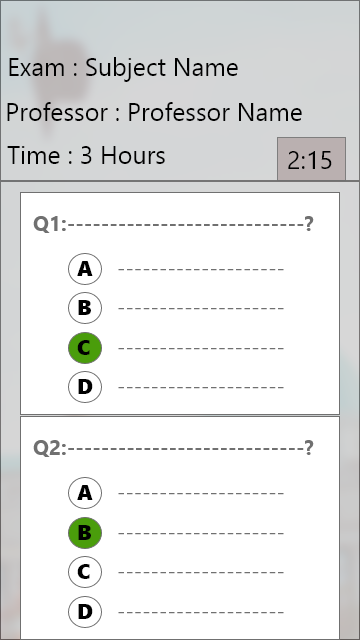 Exam : Subject Name
Professor : Professor Name
Time : 3 Hours
2:15
Q1:----------------------------?
A --------------------
B --------------------
C --------------------
D --------------------
Q2:----------------------------?
A --------------------
B --------------------
C --------------------
D --------------------